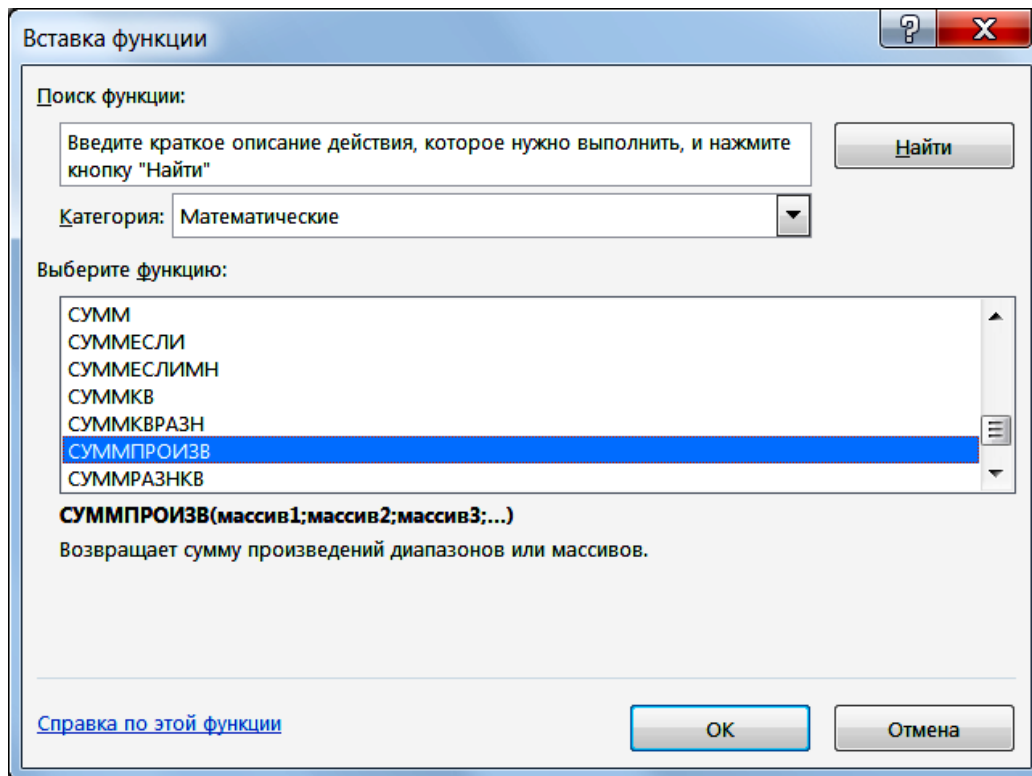 Вставка функции
Поиск функции:
Введите краткое описание действия, которое нужно выполнить, и нажмите
кнопку "Найти"
Найти
Категория: Математические
Выберите функцию:
СУММ
СУММЕСЛИ
СУММЕСЛИМН
СУММКВ
СУММКВРАЗН
СУММПРОИЗВ
СУММРАЗНКВ
СУММПРОИЗВ(массив1;массив2;массив3;...)
Возвращает сумму произведений диапазонов или массивов.
Справка по этой функции
ОК
Отмена